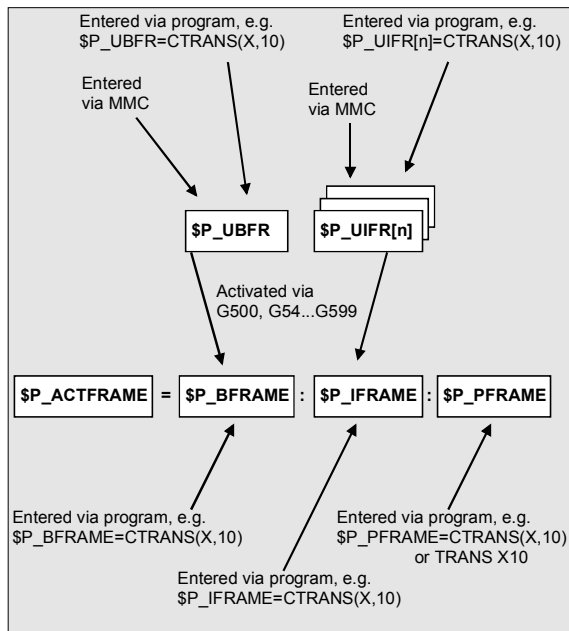 Entered via program, e.g.
$P_UBFR=CTRANS(X,10)
Entered via program, e.g.
$P_UIFR[n]=CTRANS(X,10)
Entered
via MMC
Entered
via MMC
$P_UBFR
$P_UIFR[n]
Activated via
G500, G54...G599
$P_ACTFRAME = $P_BFRAME : $P_IFRAME : $P_PFRAME
Entered via program, e.g.
$P_BFRAME=CTRANS(X,10)
Entered via program, e.g.
$P_PFRAME=CTRANS(X,10)
or TRANS X10
Entered via program, e.g.
$P_IFRAME=CTRANS(X,10)